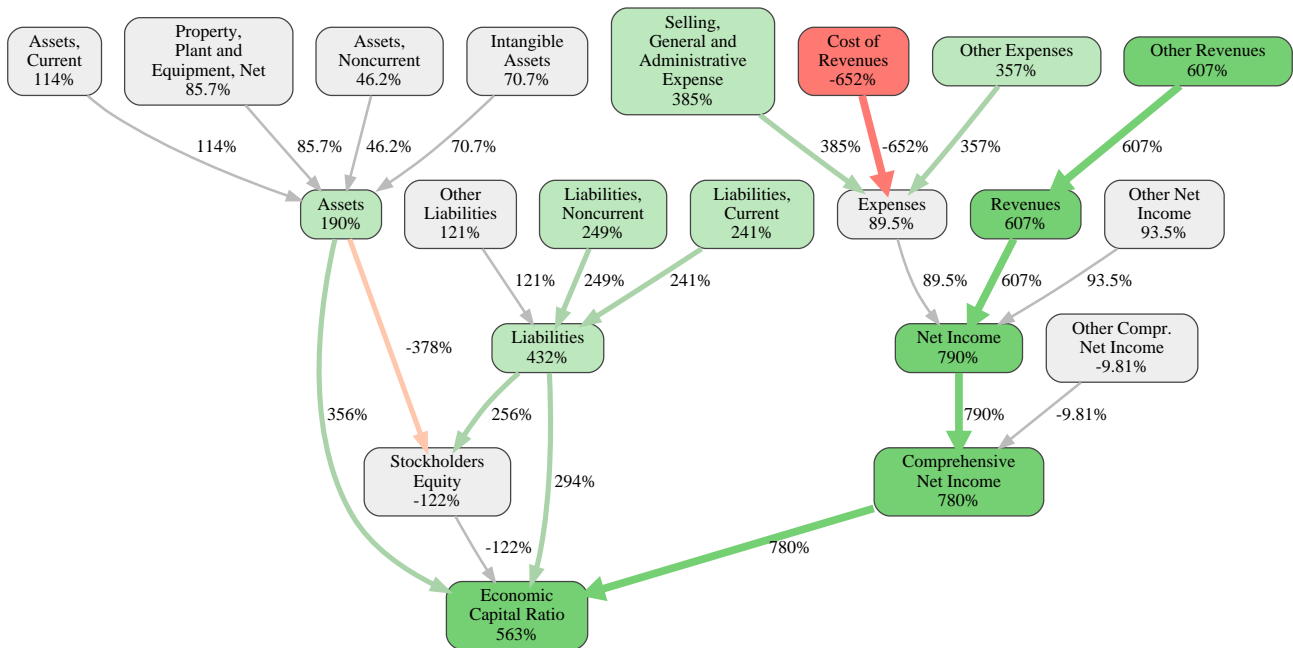 Assets,
Current
114%
Property,
Plant and
Equipment, Net
85.7%
Assets,
Noncurrent
46.2%
Intangible
Assets
70.7%
Selling,
General and
Administrative
Expense
385%
Cost of
Revenues
-652%
Other Expenses
357%
Other Revenues
607%
114%
85.7%
46.2%
70.7%
385%
-652%
357%
607%
Assets
190%
Other
Liabilities
121%
Liabilities,
Noncurrent
249%
Liabilities,
Current
241%
Expenses
89.5%
Revenues
607%
Other Net
Income
93.5%
121%
249%
241%
89.5%
607%
93.5%
-378%
Liabilities
432%
Net Income
790%
Other Compr.
Net Income
-9.81%
356%
256%
790%
-9.81%
Stockholders
Equity
-122%
294%
Comprehensive
Net Income
780%
-122%
780%
Economic
Capital Ratio
563%